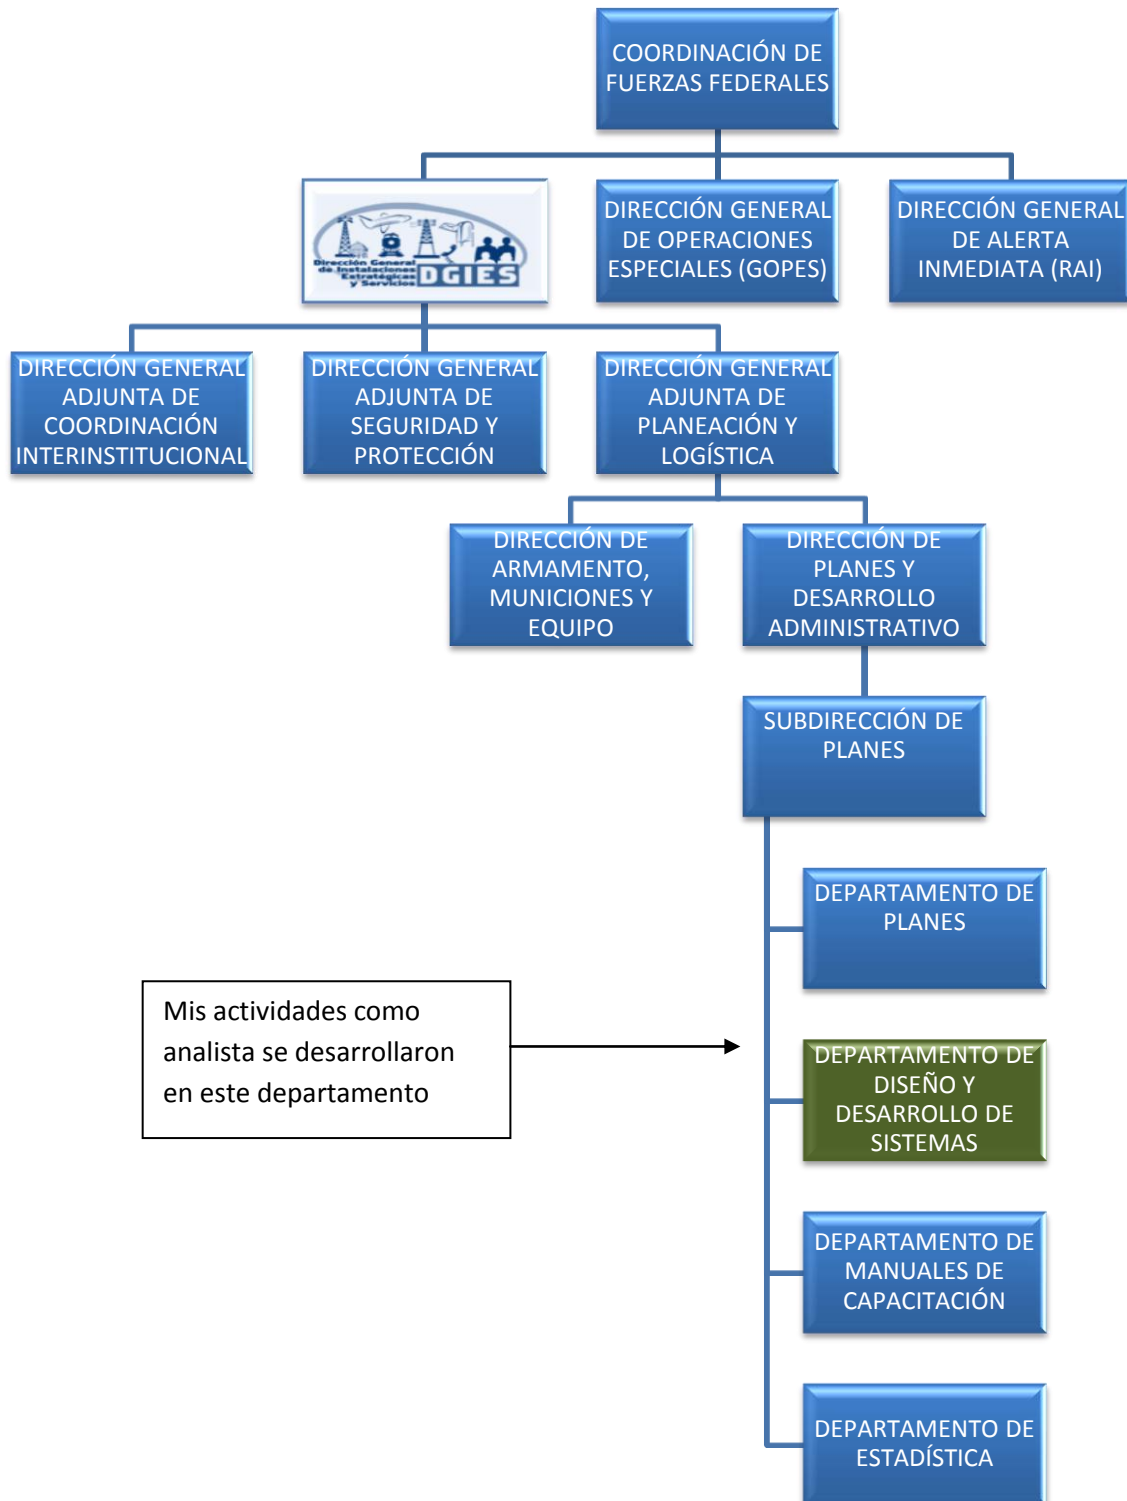 COORDINACIÓN DE
FUERZAS FEDERALES
Dirección General
de Instalaciones
Estratégicas
y Servicios
DGIES
DIRECCIÓN GENERAL
DE OPERACIONES
ESPECIALES (GOPES)
DIRECCIÓN GENERAL
DE ALERTA
INMEDIATA (RAI)
DIRECCIÓN GENERAL
ADJUNTA DE
COORDINACIÓN
INTERINSTITUCIONAL
DIRECCIÓN GENERAL
ADJUNTA DE
SEGURIDAD Y
PROTECCIÓN
DIRECCIÓN GENERAL
ADJUNTA DE
PLANEACIÓN Y
LOGÍSTICA
DIRECCIÓN DE
ARMAMENTO,
MUNICIONES Y
EQUIPO
DIRECCIÓN DE
PLANES Y
DESARROLLO
ADMINISTRATIVO
SUBDIRECCIÓN DE
PLANES
DEPARTAMENTO DE
PLANES
Mis actividades como
analista se desarrollaron
en este departamento
DEPARTAMENTO DE
DISEÑO Y
DESARROLLO DE
SISTEMAS
DEPARTAMENTO DE
MANUALES DE
CAPACITACIÓN
DEPARTAMENTO DE
ESTADÍSTICA